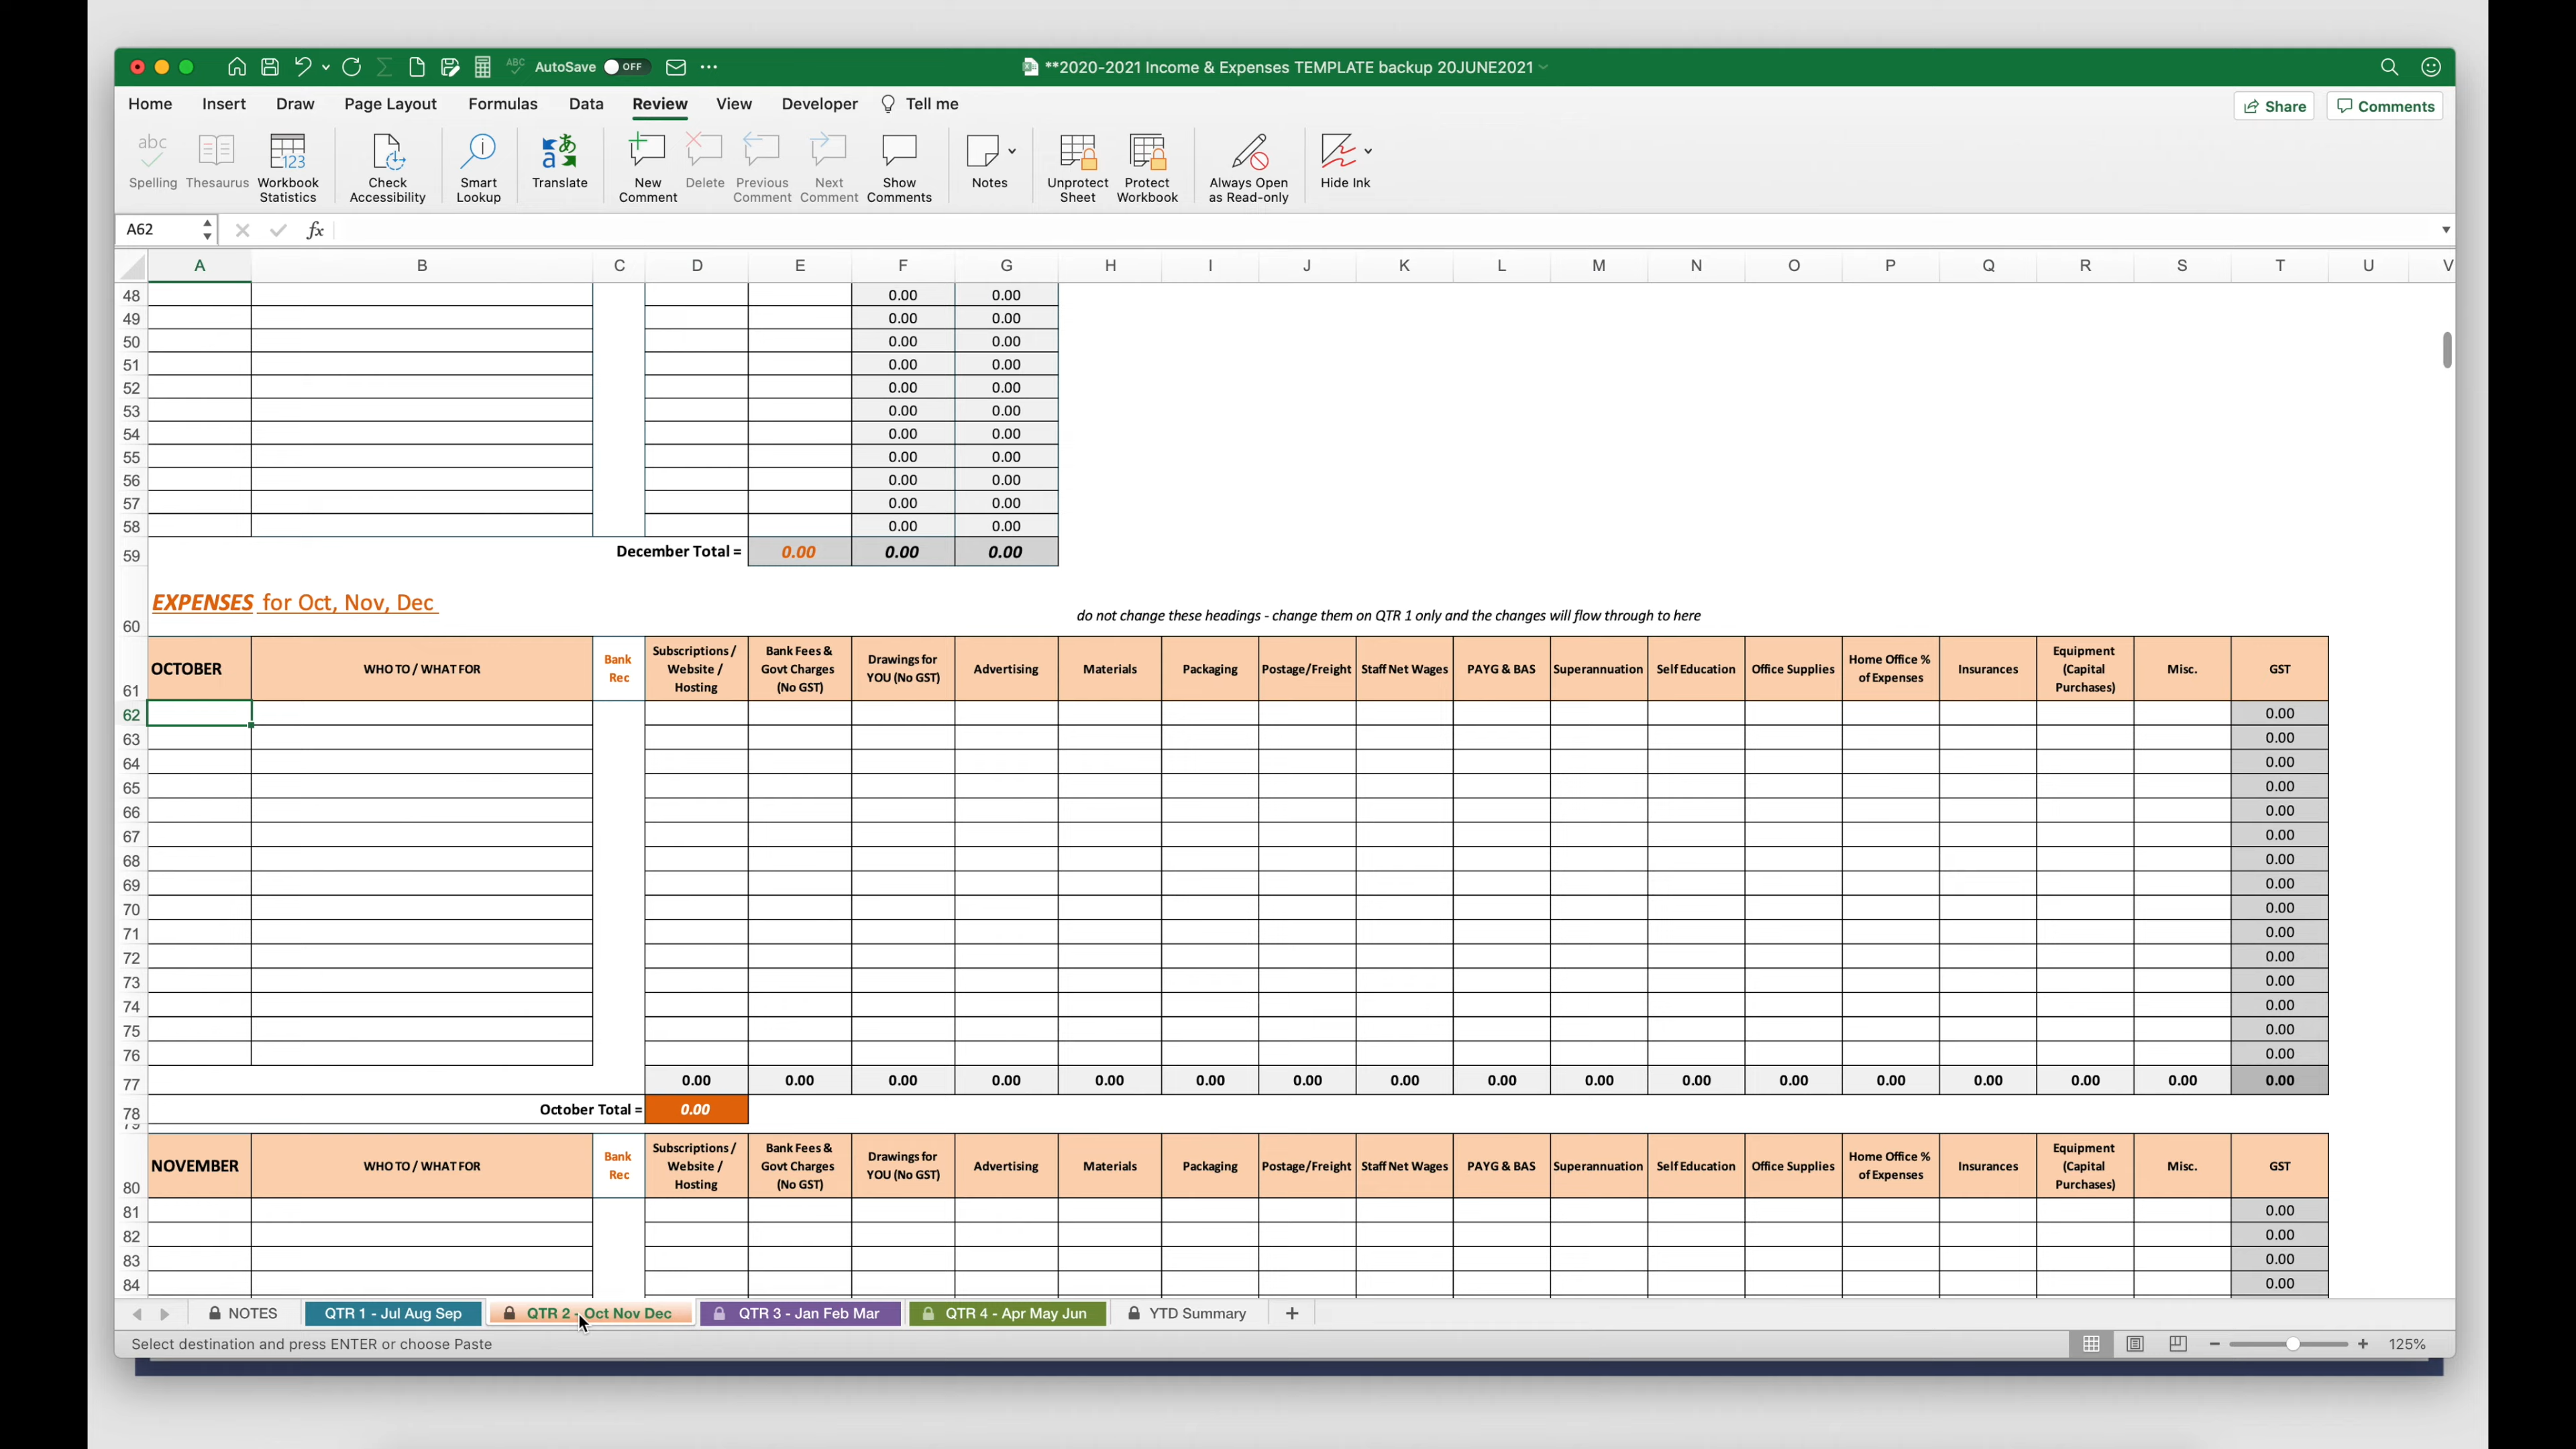 ABC AutoSave OFF
**2020-2021 Income & Expenses TEMPLATE backup 20JUNE2021
Home Insert Draw Page Layout Formulas Data Review View Developer Tell me Share Comments
abc 123 a あ
Spelling Thesaurus Workbook Statistics Check Accessibility Smart Lookup Translate New Comment Delete Previous Comment Next Comment Show Comments Notes Unprotect Sheet Protect Workbook Always Open as Read-only Hide Ink
A62 fx
A B C D E F G H I J K L M N O P Q R S T U V
48 0.00 0.00
49 0.00 0.00
50 0.00 0.00
51 0.00 0.00
52 0.00 0.00
53 0.00 0.00
54 0.00 0.00
55 0.00 0.00
56 0.00 0.00
57 0.00 0.00
58 0.00 0.00
59 December Total = 0.00 0.00 0.00
60 EXPENSES for Oct, Nov, Dec do not change these headings - change them on QTR 1 only and the changes will flow through to here
61 OCTOBER WHO TO / WHAT FOR Bank Rec Subscriptions / Website / Hosting Bank Fees & Govt Charges (No GST) Drawings for YOU (No GST) Advertising Materials Packaging Postage/Freight Staff Net Wages PAYG & BAS Superannuation Self Education Office Supplies Home Office % of Expenses Insurances Equipment (Capital Purchases) Misc. GST
62 0.00
63 0.00
64 0.00
65 0.00
66 0.00
67 0.00
68 0.00
69 0.00
70 0.00
71 0.00
72 0.00
73 0.00
74 0.00
75 0.00
76 0.00
77 0.00 0.00 0.00 0.00 0.00 0.00 0.00 0.00 0.00 0.00 0.00 0.00 0.00 0.00 0.00 0.00 0.00
78 October Total = 0.00
79
80 NOVEMBER WHO TO / WHAT FOR Bank Rec Subscriptions / Website / Hosting Bank Fees & Govt Charges (No GST) Drawings for YOU (No GST) Advertising Materials Packaging Postage/Freight Staff Net Wages PAYG & BAS Superannuation Self Education Office Supplies Home Office % of Expenses Insurances Equipment (Capital Purchases) Misc. GST
81 0.00
82 0.00
83 0.00
84 0.00
NOTES QTR 1 - Jul Aug Sep QTR 2 - Oct Nov Dec QTR 3 - Jan Feb Mar QTR 4 - Apr May Jun YTD Summary +
Select destination and press ENTER or choose Paste 125%